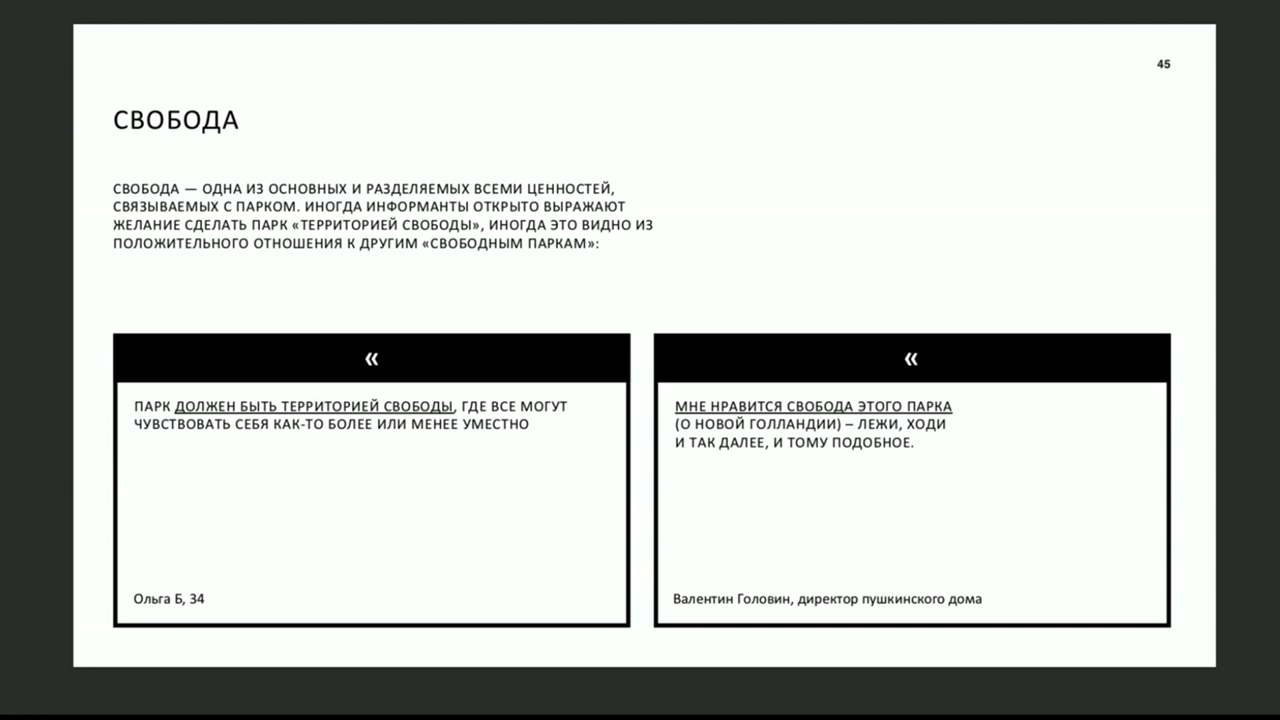 45
СВОБОДА
СВОБОДА — ОДНА ИЗ ОСНОВНЫХ И РАЗДЕЛЯЕМЫХ ВСЕМИ ЦЕННОСТЕЙ,
СВЯЗЫВАЕМЫХ С ПАРКОМ. ИНОГДА ИНФОРМАНТЫ ОТКРЫТО ВЫРАЖАЮТ
ЖЕЛАНИЕ СДЕЛАТЬ ПАРК «ТЕРРИТОРИЕЙ СВОБОДЫ», ИНОГДА ЭТО ВИДНО ИЗ
ПОЛОЖИТЕЛЬНОГО ОТНОШЕНИЯ К ДРУГИМ «СВОБОДНЫМ ПАРКАМ»:
«
ПАРК ДОЛЖЕН БЫТЬ ТЕРРИТОРИЕЙ СВОБОДЫ, ГДЕ ВСЕ МОГУТ
ЧУВСТВОВАТЬ СЕБЯ КАК-ТО БОЛЕЕ ИЛИ МЕНЕЕ УМЕСТНО
Ольга Б, 34
«
МНЕ НРАВИТСЯ СВОБОДА ЭТОГО ПАРКА
(О НОВОЙ ГОЛЛАНДИИ) – ЛЕЖИ, ХОДИ
И ТАК ДАЛЕЕ, И ТОМУ ПОДОБНОЕ.
Валентин Головин, директор пушкинского дома